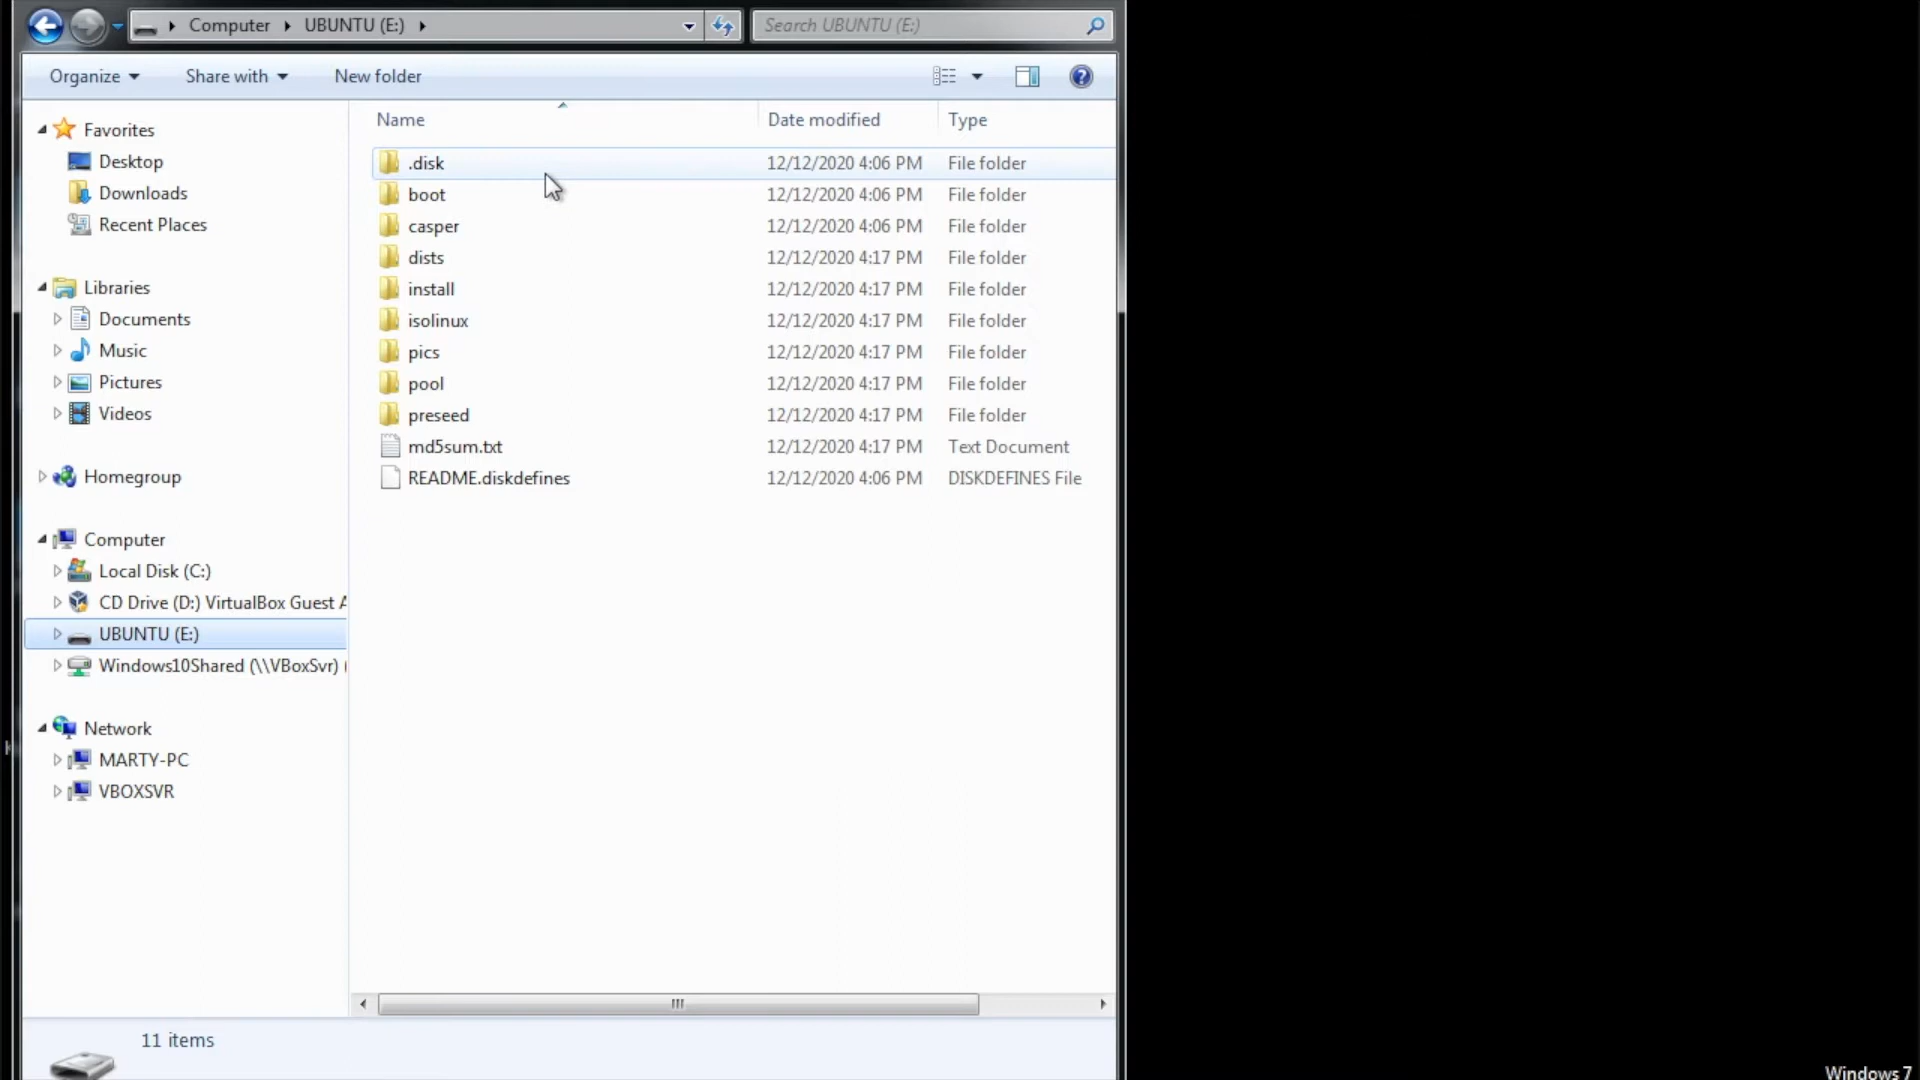 Computer UBUNTU (E:)
Search UBUNTU (E:)
Organize Share with New folder
Name Date modified Type
Favorites
Desktop
Downloads
Recent Places
Libraries
Documents
Music
Pictures
Videos
Homegroup
Computer
Local Disk (C:)
CD Drive (D:) VirtualBox Guest A
UBUNTU (E:)
Windows10Shared (\\VBoxSvr) (
Network
MARTY-PC
VBOXSVR
.disk 12/12/2020 4:06 PM File folder
boot 12/12/2020 4:06 PM File folder
casper 12/12/2020 4:06 PM File folder
dists 12/12/2020 4:17 PM File folder
install 12/12/2020 4:17 PM File folder
isolinux 12/12/2020 4:17 PM File folder
pics 12/12/2020 4:17 PM File folder
pool 12/12/2020 4:17 PM File folder
preseed 12/12/2020 4:17 PM File folder
md5sum.txt 12/12/2020 4:17 PM Text Document
README.diskdefines 12/12/2020 4:06 PM DISKDEFINES File
11 items
Windows 7